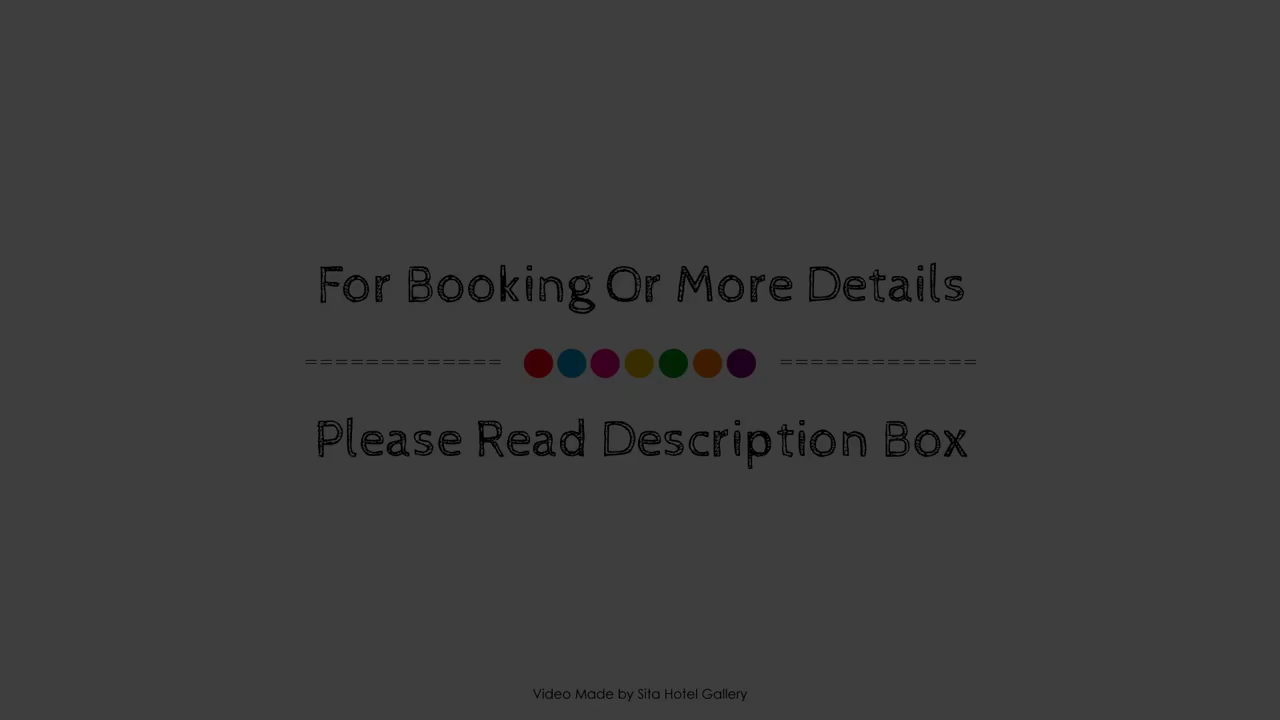 For Booking Or More Details
============= =============
Please Read Description Box
Video Made by Sita Hotel Gallery